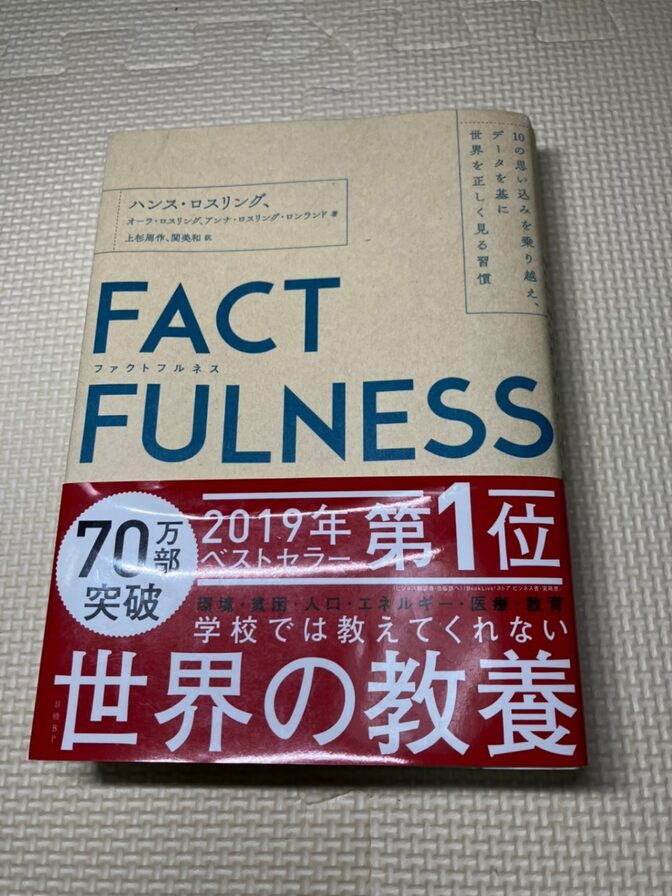 10の思い込みを乗り越え、
データを基に
世界を正しく見る習慣
ハンス・ロスリング、
オーラ・ロスリング、アンナ・ロスリング・ロンランド 著
上杉周作、関美和 訳
FACT
ファクトフルネス
FULNESS
70万部
突破
2019年
ベストセラー
第1位
環境・貧困・人口・エネルギー・医療・教育
学校では教えてくれない
世界の教養
日経BP